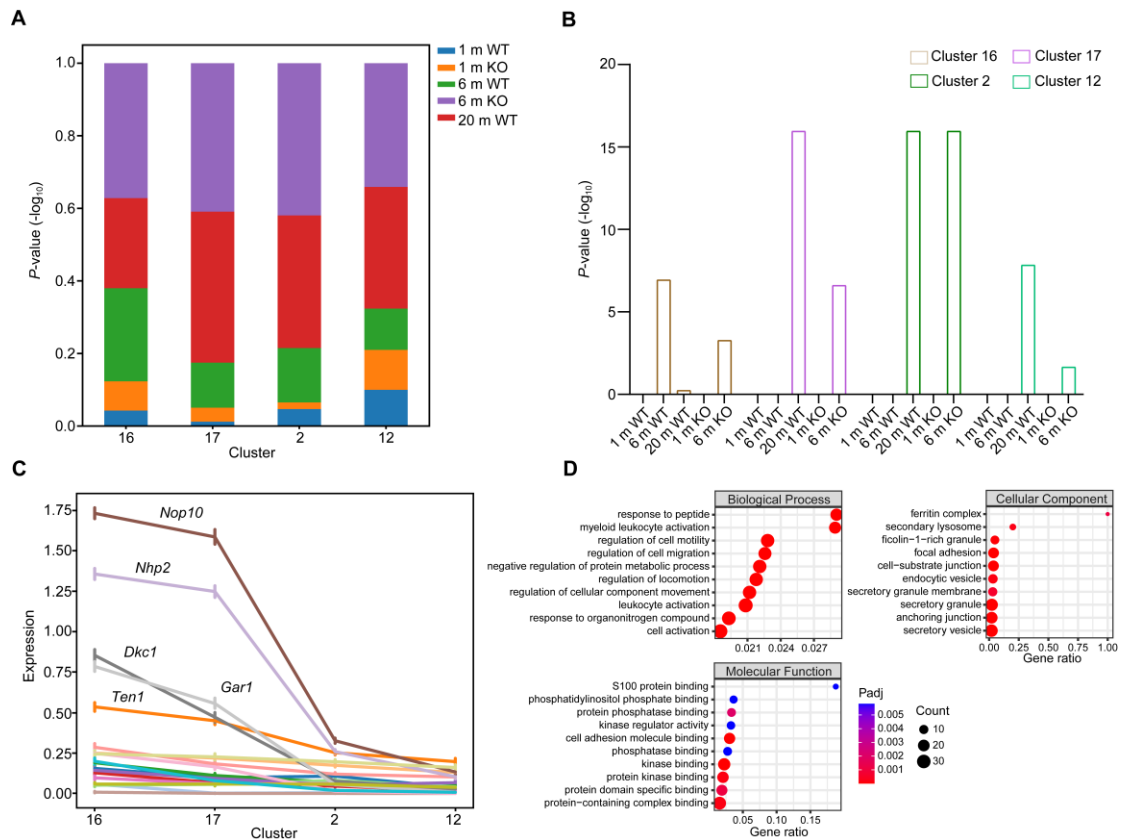 A
P-value (-log10)
1.0
0.8
0.6
0.4
0.2
0.0
16
17
2
12
Cluster
1 m WT
1 m KO
6 m WT
6 m KO
20 m WT
B
P-value (-log10)
20
15
10
5
0
Cluster 16
Cluster 17
Cluster 2
Cluster 12
1 m WT
6 m WT
20 m WT
1 m KO
6 m KO
1 m WT
6 m WT
20 m WT
1 m KO
6 m KO
1 m WT
6 m WT
20 m WT
1 m KO
6 m KO
1 m WT
6 m WT
20 m WT
1 m KO
6 m KO
C
Expression
1.75
1.50
1.25
1.00
0.75
0.50
0.25
0.00
Nop10
Nhp2
Dkc1
Gar1
Ten1
16
17
2
12
Cluster
D
Biological Process
response to peptide
myeloid leukocyte activation
regulation of cell motility
regulation of cell migration
negative regulation of protein metabolic process
regulation of locomotion
regulation of cellular component movement
leukocyte activation
response to organonitrogen compound
cell activation
0.021
0.024
0.027
Cellular Component
ferritin complex
secondary lysosome
ficolin−1−rich granule
focal adhesion
cell−substrate junction
endocytic vesicle
secretory granule membrane
secretory granule
anchoring junction
secretory vesicle
0.00
0.25
0.50
0.75
1.00
Gene ratio
Molecular Function
S100 protein binding
phosphatidylinositol phosphate binding
protein phosphatase binding
kinase regulator activity
cell adhesion molecule binding
phosphatase binding
kinase binding
protein kinase binding
protein domain specific binding
protein−containing complex binding
0.05
0.10
0.15
Gene ratio
Padj
0.005
0.004
0.003
0.002
0.001
Count
10
20
30